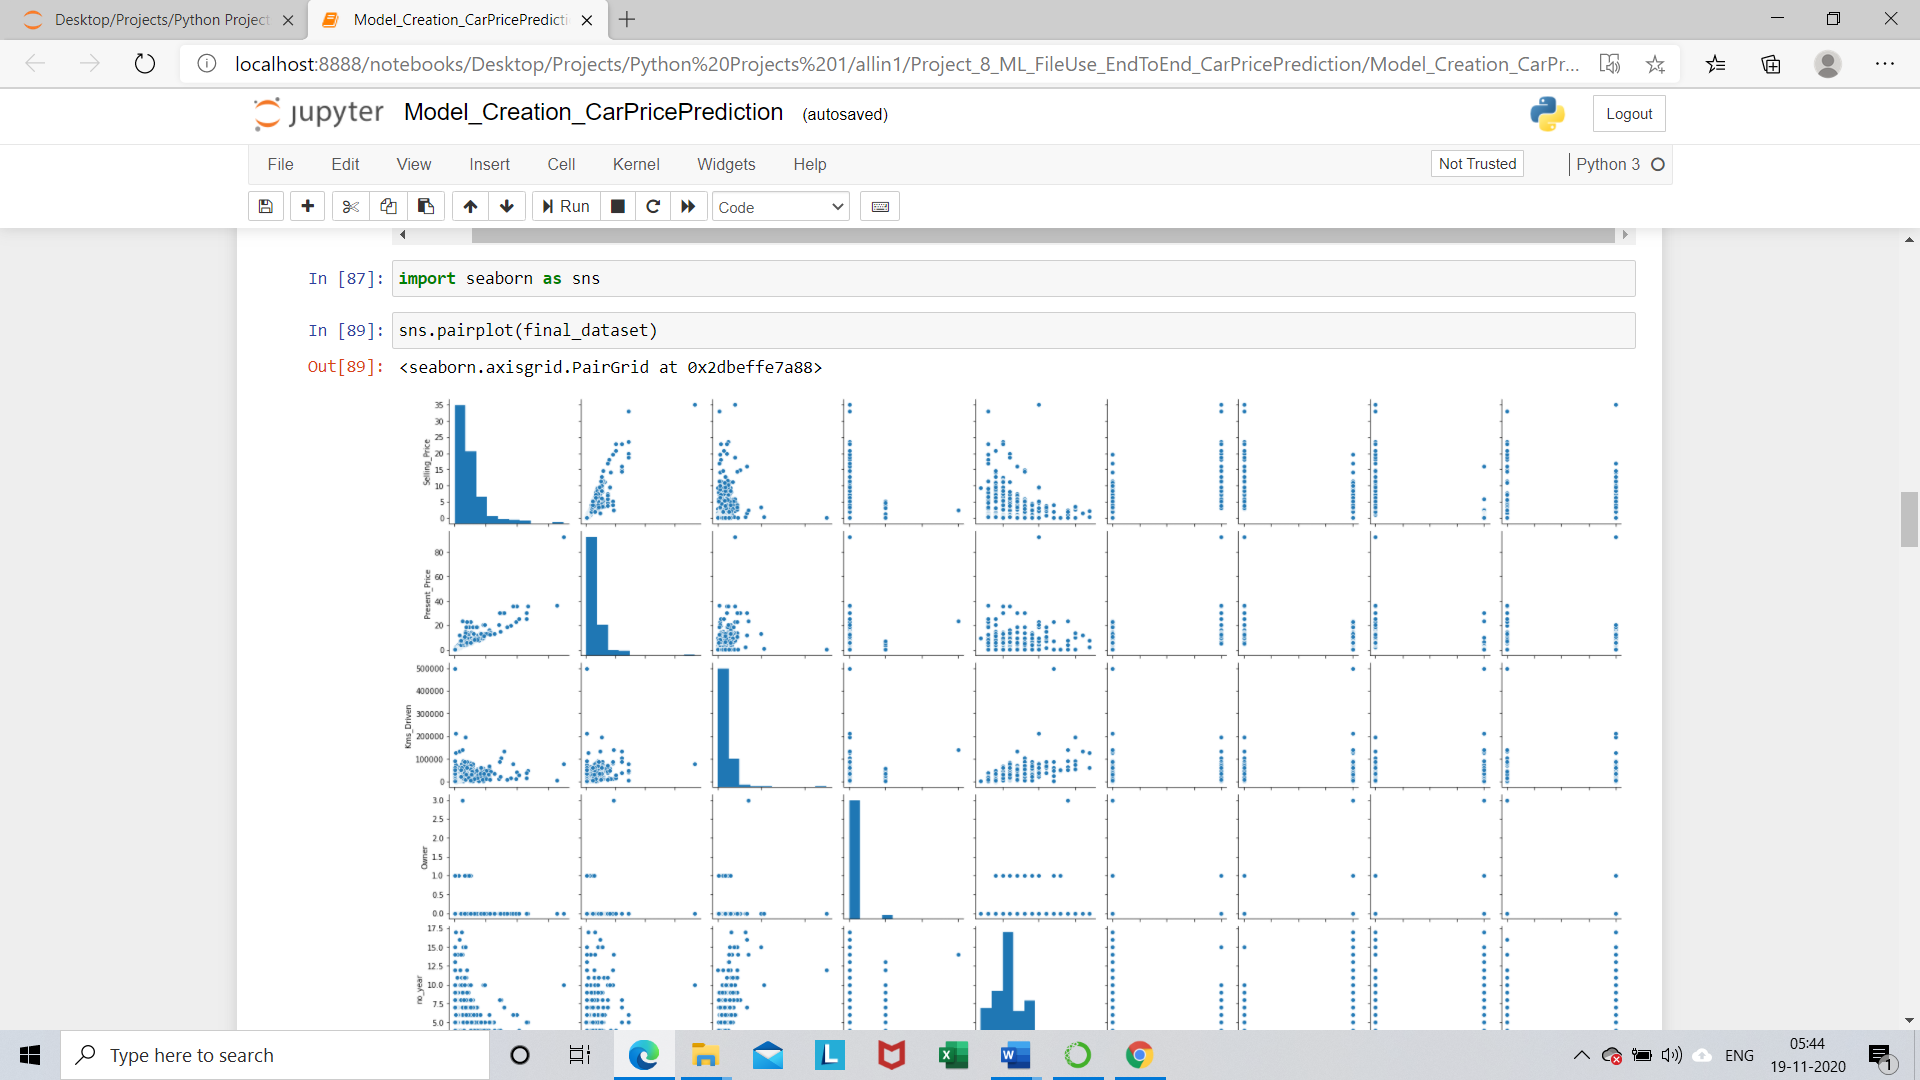 Desktop/Projects/Python Project
Model_Creation_CarPricePredicti
localhost:8888/notebooks/Desktop/Projects/Python%20Projects%201/allin1/Project_8_ML_FileUse_EndToEnd_CarPricePrediction/Model_Creation_CarPr...
jupyter Model_Creation_CarPricePrediction (autosaved)
Logout
File Edit View Insert Cell Kernel Widgets Help
Not Trusted
Python 3
Run
Code
In [87]: import seaborn as sns
In [89]: sns.pairplot(final_dataset)
Out[89]: <seaborn.axisgrid.PairGrid at 0x2dbeffe7a88>
35
30
25
20
15
10
5
0
Selling_Price
80
60
40
20
0
Present_Price
500000
400000
300000
200000
100000
0
Kms_Driven
3.0
2.5
2.0
1.5
1.0
0.5
0.0
Owner
17.5
15.0
12.5
10.0
7.5
5.0
no_year
Type here to search
L
X
W
ENG
05:44
19-11-2020
1